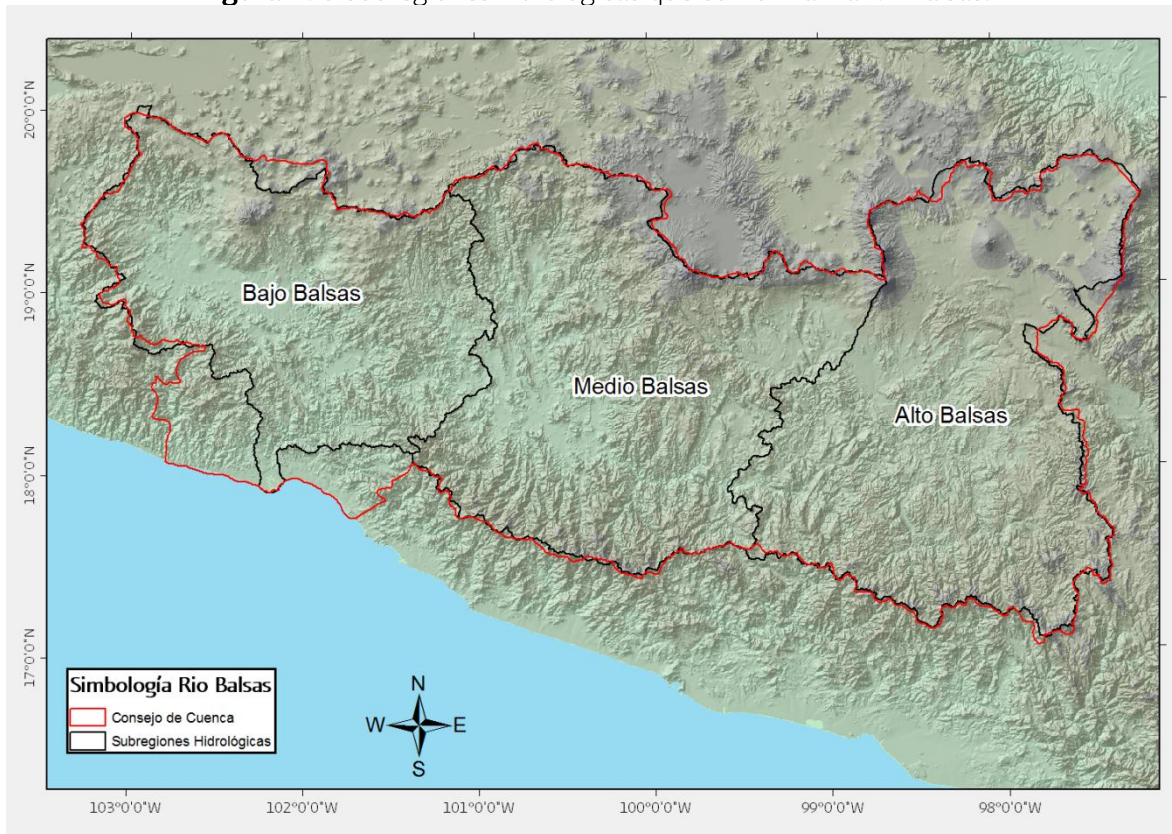 20°0'0"N
19°0'0"N
18°0'0"N
17°0'0"N
Bajo Balsas
Medio Balsas
Alto Balsas
Simbología Rio Balsas
Consejo de Cuenca
Subregiones Hidrológicas
N
W E
S
103°0'0"W 102°0'0"W 101°0'0"W 100°0'0"W 99°0'0"W 98°0'0"W